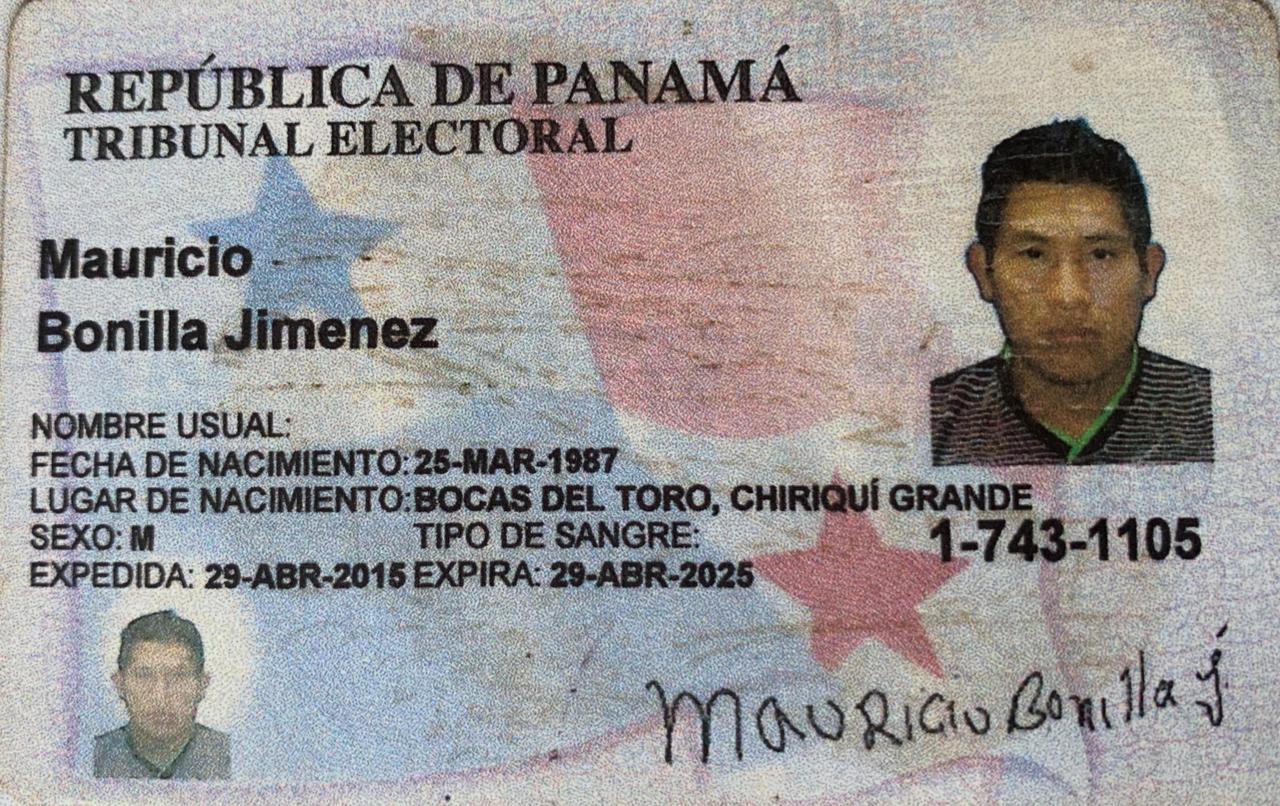 REPÚBLICA DE PANAMÁ
TRIBUNAL ELECTORAL
Mauricio
Bonilla Jimenez
NOMBRE USUAL:
FECHA DE NACIMIENTO: 25-MAR-1987
LUGAR DE NACIMIENTO: BOCAS DEL TORO, CHIRIQUÍ GRANDE
SEXO: M TIPO DE SANGRE:
1-743-1105
EXPEDIDA: 29-ABR-2015 EXPIRA: 29-ABR-2025
Mauricio Bonilla J.